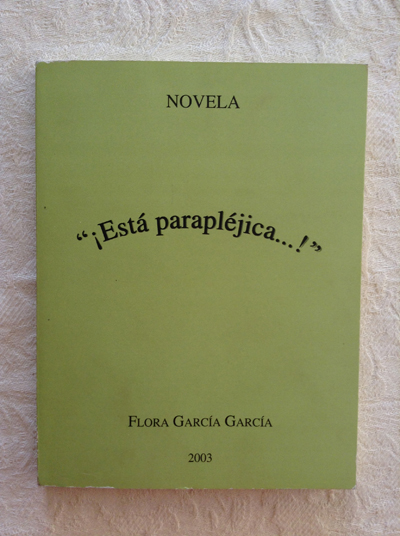 NOVELA
“¡Está parapléjica...!”
FLORA GARCÍA GARCÍA
2003